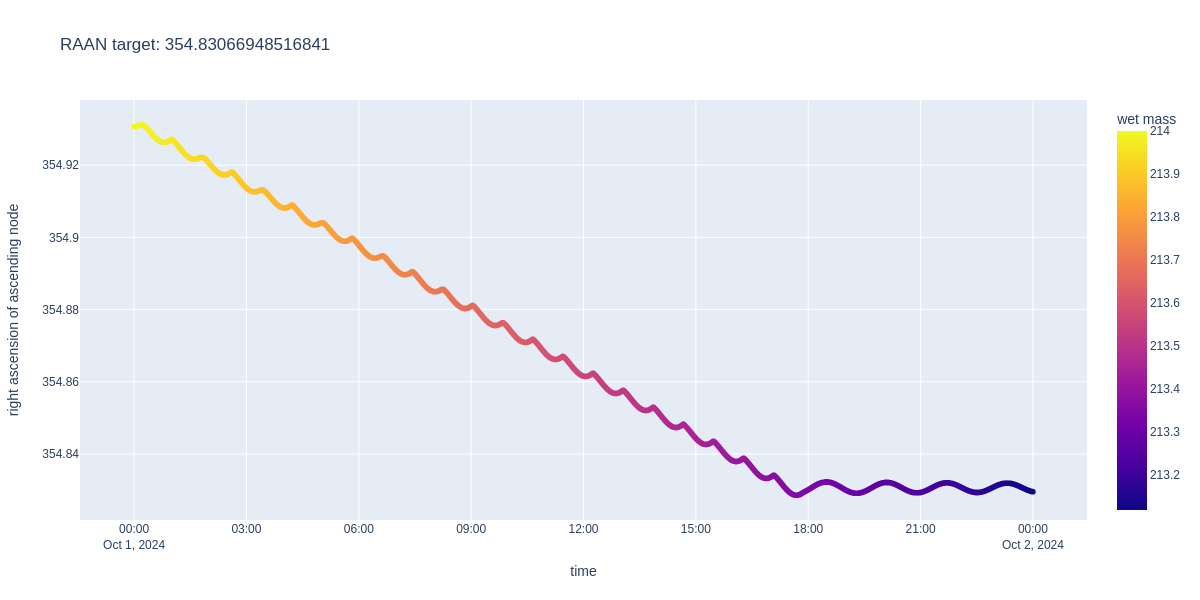 RAAN target: 354.83066948516841
wet mass
214
213.9
213.8
213.7
213.6
213.5
213.4
213.3
213.2
354.92
354.9
354.88
354.86
354.84
right ascension of ascending node
00:00 03:00 06:00 09:00 12:00 15:00 18:00 21:00 00:00
Oct 1, 2024 Oct 2, 2024
time